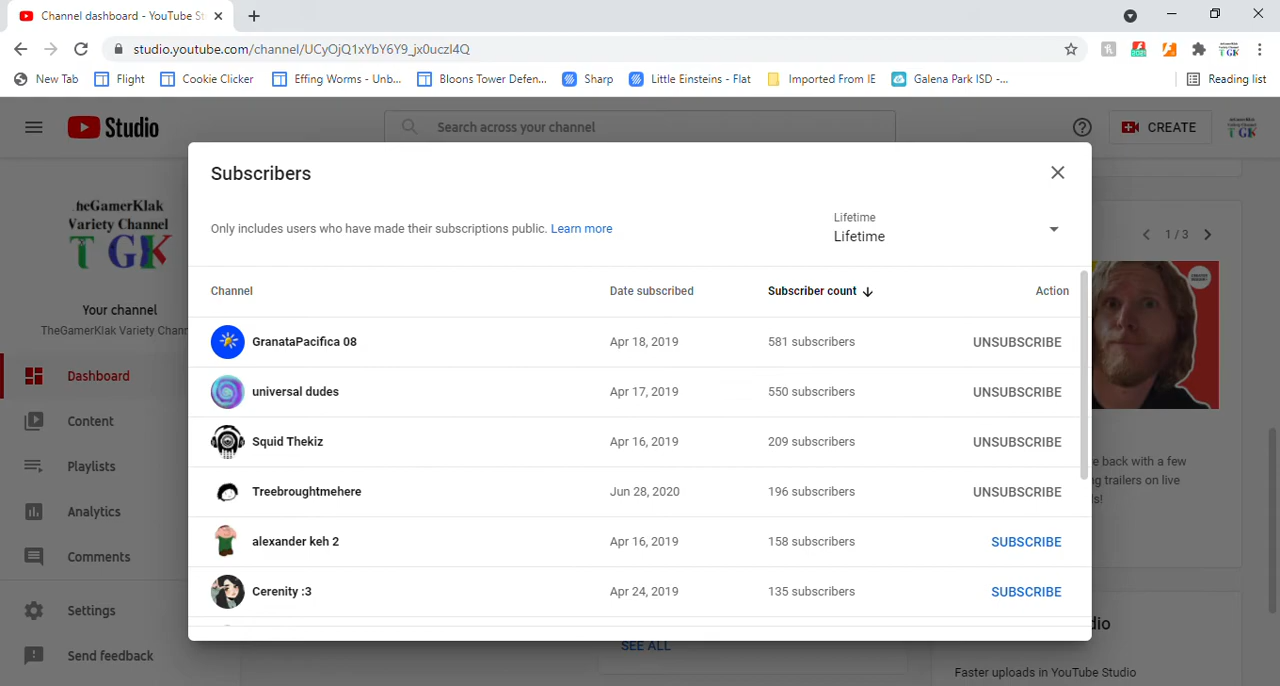 Channel dashboard - YouTube St
studio.youtube.com/channel/UCyOjQ1xYbY6Y9_jx0uczl4Q
New Tab Flight Cookie Clicker Effing Worms - Unb... Bloons Tower Defen... Sharp Little Einsteins - Flat Imported From IE Galena Park ISD -... Reading list
Studio Search across your channel CREATE
Subscribers
Only includes users who have made their subscriptions public. Learn more
Lifetime
Lifetime
Channel Date subscribed Subscriber count Action
GranataPacifica 08 Apr 18, 2019 581 subscribers UNSUBSCRIBE
universal dudes Apr 17, 2019 550 subscribers UNSUBSCRIBE
Squid Thekiz Apr 16, 2019 209 subscribers UNSUBSCRIBE
Treebroughtmehere Jun 28, 2020 196 subscribers UNSUBSCRIBE
alexander keh 2 Apr 16, 2019 158 subscribers SUBSCRIBE
Cerenity :3 Apr 24, 2019 135 subscribers SUBSCRIBE
heGamerKlak
Variety Channel
T GK
Your channel
TheGamerKlak Variety Chann
Dashboard
Content
Playlists
Analytics
Comments
Settings
Send feedback
1 / 3
e back with a few
g trailers on live
s!
SEE ALL
dio
Faster uploads in YouTube Studio